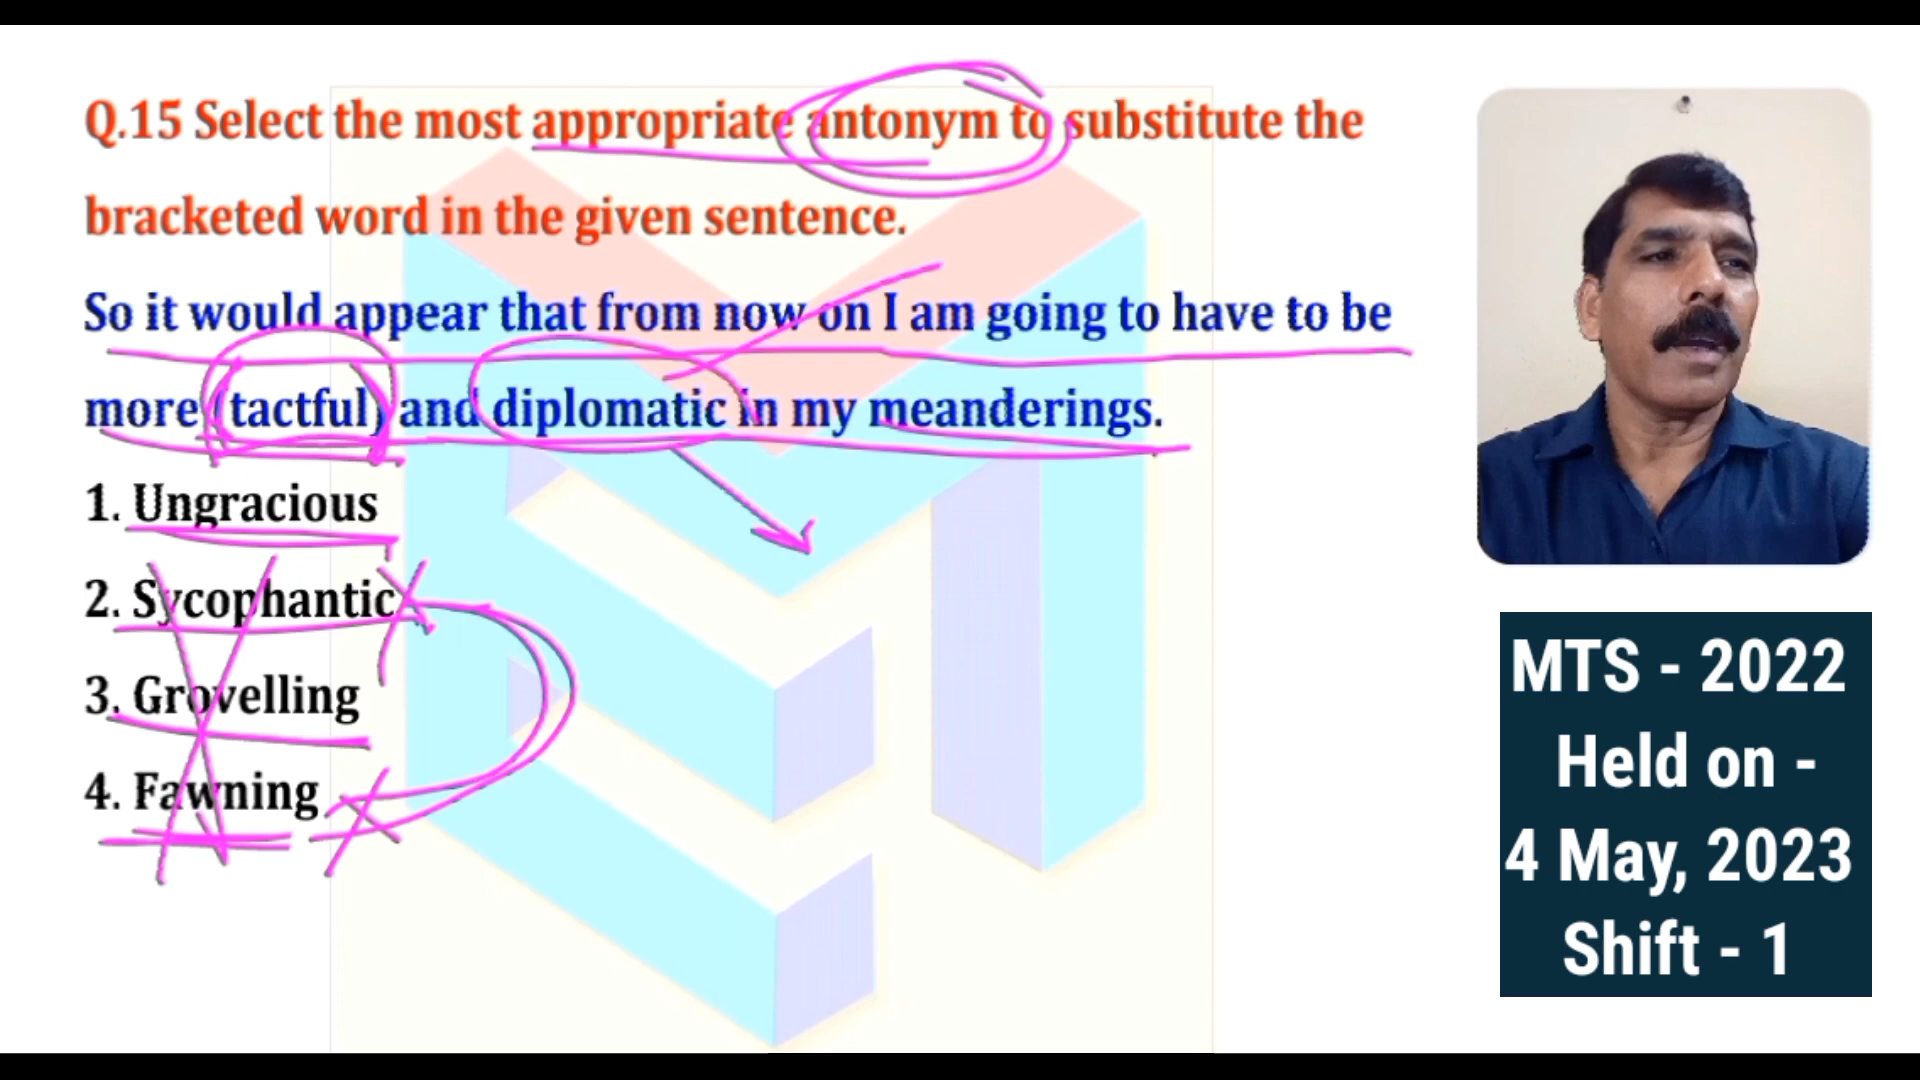 Q.15 Select the most appropriate antonym to substitute the
bracketed word in the given sentence.
So it would appear that from now on I am going to have to be
more (tactful) and diplomatic in my meanderings.
1. Ungracious
2. Sycophantic
3. Grovelling
4. Fawning
MTS - 2022
Held on -
4 May, 2023
Shift - 1